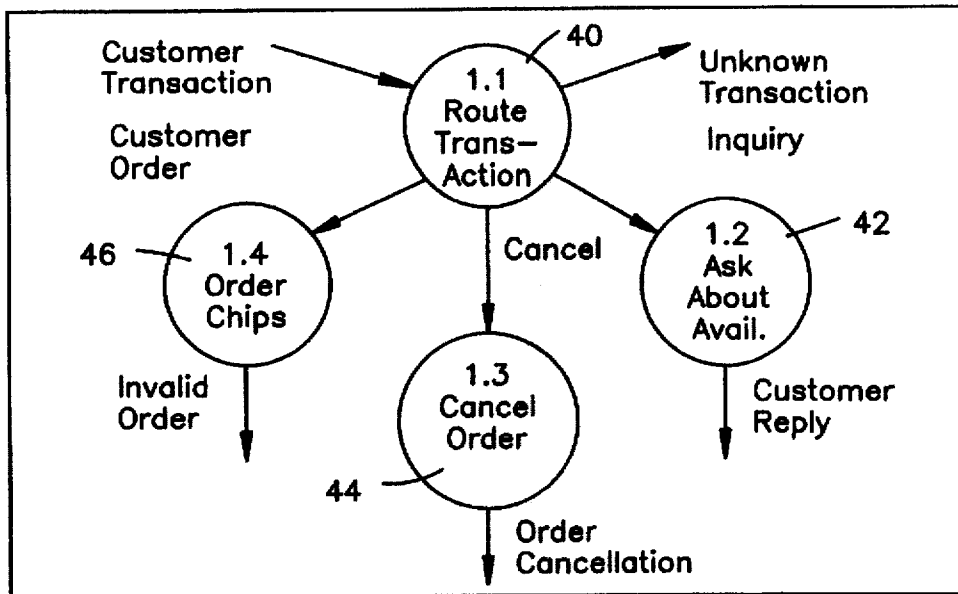 Customer
Transaction
40
1.1
Route
Trans-
Action
Unknown
Transaction
Customer
Order
Inquiry
46
1.4
Order
Chips
Cancel
42
1.2
Ask
About
Avail.
Invalid
Order
1.3
Cancel
Order
44
Customer
Reply
Order
Cancellation